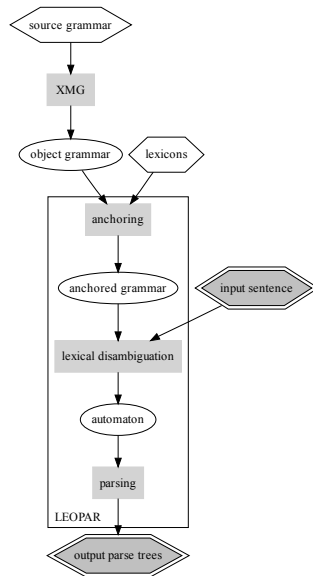 source grammar
XMG
object grammar
lexicons
anchoring
anchored grammar
input sentence
lexical disambiguation
automaton
parsing
LEOPAR
output parse trees